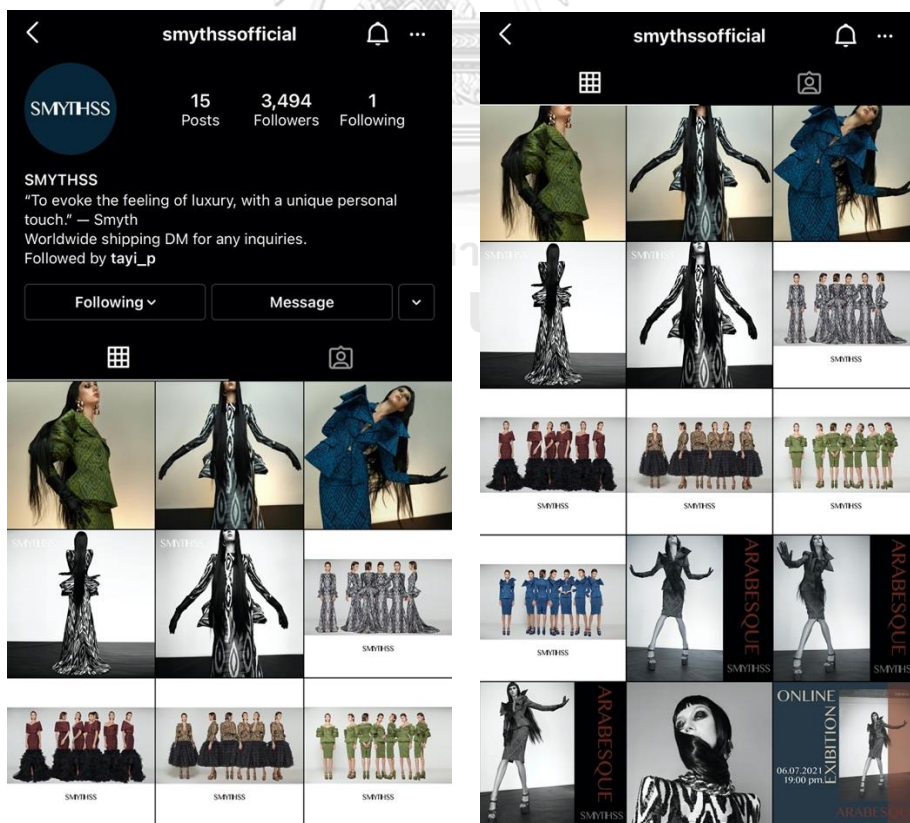 smythssofficial
SMYTHSS
15
Posts
3,494
Followers
1
Following
SMYTHSS
“To evoke the feeling of luxury, with a unique personal
touch.” — Smyth
Worldwide shipping DM for any inquiries.
Followed by tayi_p
Following
Message
SMYTHSS
SMYTHSS
SMYTHSS
SMYTHSS
SMYTHSS
SMYTHSS
smythssofficial
SMYTHSS
SMYTHSS
SMYTHSS
SMYTHSS
SMYTHSS
SMYTHSS
SMYTHSS
ARABESQUE
SMYTHSS
ARABESQUE
SMYTHSS
ARABESQUE
SMYTHSS
ONLINE
EXIBITION
06.07.2021
19:00 pm.